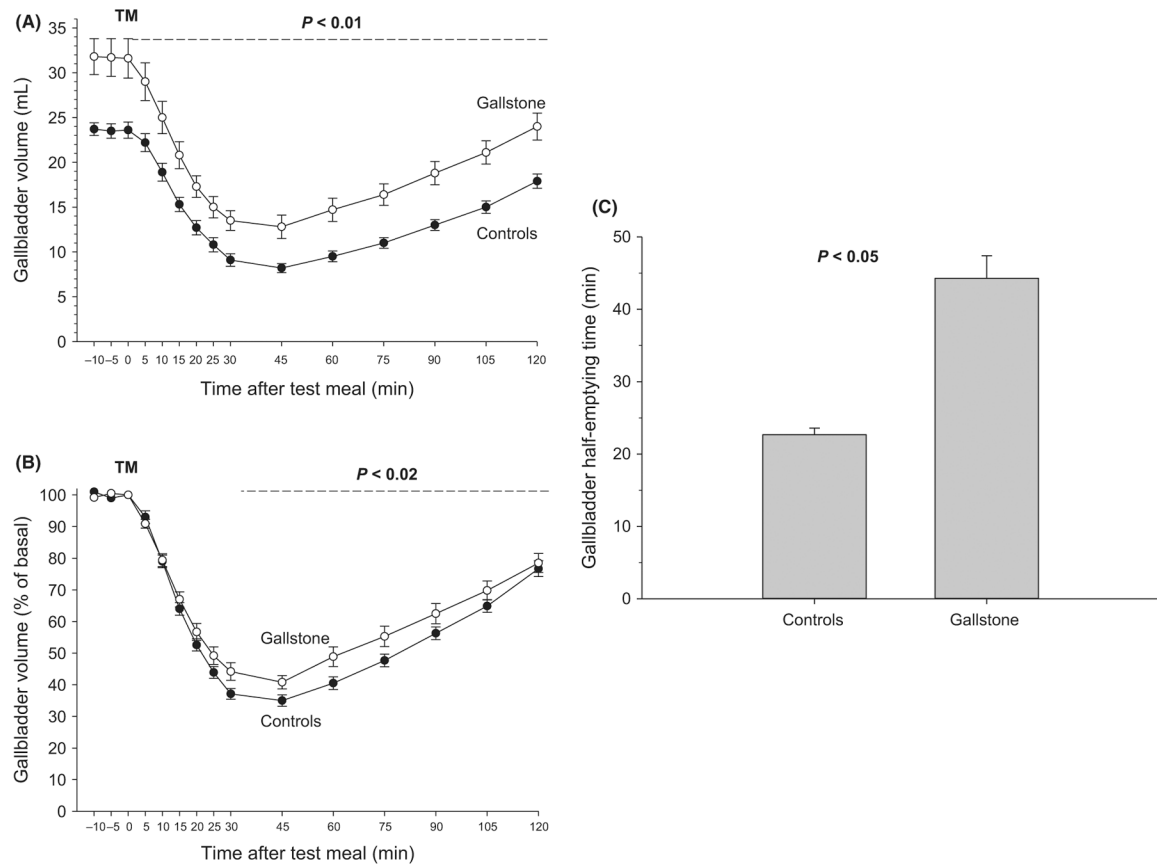 (A)
TM
P < 0.01
35
30
25
20
15
10
5
0
Gallbladder volume (mL)
Gallstone
Controls
–10 –5 0 5 10 15 20 25 30 45 60 75 90 105 120
Time after test meal (min)
(B)
TM
P < 0.02
100
90
80
70
60
50
40
30
20
10
0
Gallbladder volume (% of basal)
Gallstone
Controls
–10 –5 0 5 10 15 20 25 30 45 60 75 90 105 120
Time after test meal (min)
(C)
P < 0.05
50
40
30
20
10
0
Gallbladder half-emptying time (min)
Controls Gallstone